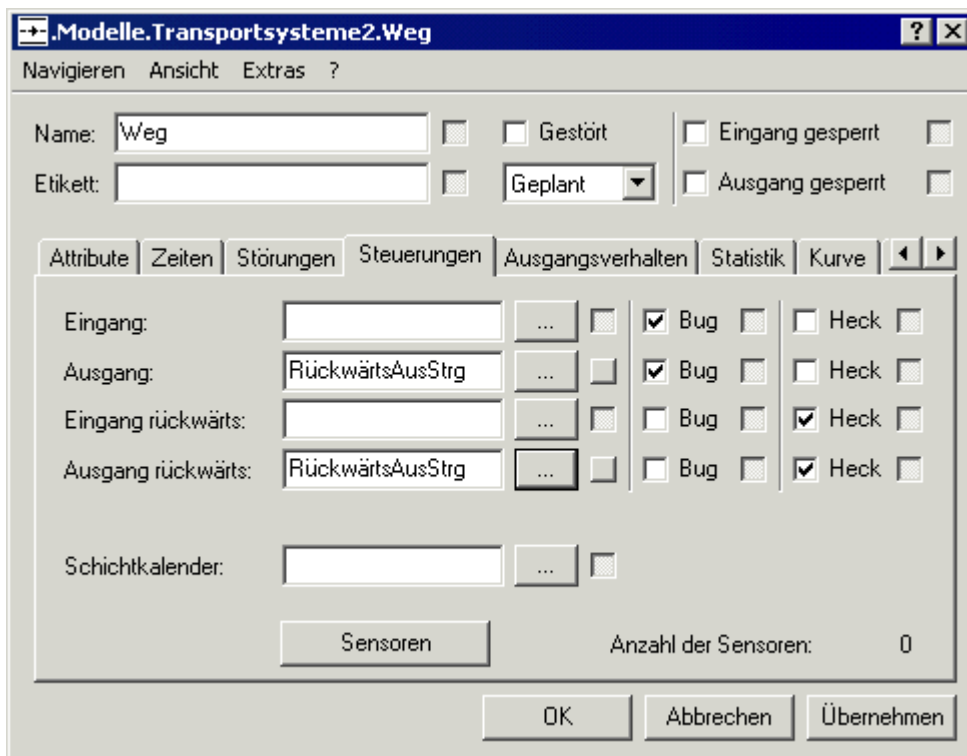 .Modelle.Transportsysteme2.Weg
Navigieren Ansicht Extras ?
Name: Weg Gestört Eingang gesperrt
Etikett: Geplant Ausgang gesperrt
Attribute Zeiten Störungen Steuerungen Ausgangsverhalten Statistik Kurve
Eingang: ... Bug Heck
Ausgang: RückwärtsAusStrg ... Bug Heck
Eingang rückwärts: ... Bug Heck
Ausgang rückwärts: RückwärtsAusStrg ... Bug Heck
Schichtkalender: ...
Sensoren Anzahl der Sensoren: 0
OK Abbrechen Übernehmen